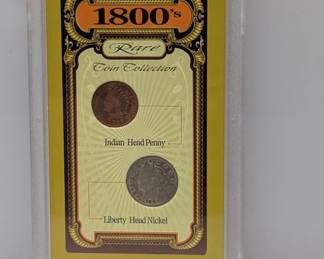 1800's
Rare
Coin Collection
Indian Head Penny
Liberty Head Nickel